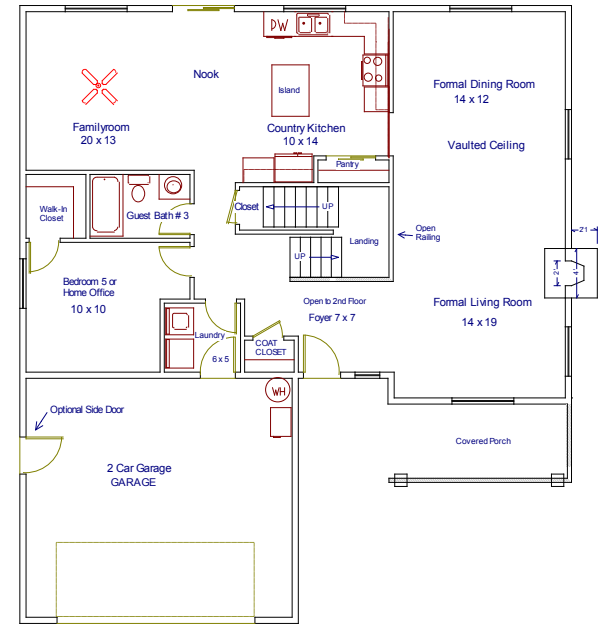 DW
Nook
Formal Dining Room
14 x 12
Island
Familyroom
20 x 13
Country Kitchen
10 x 14
Vaulted Ceiling
Pantry
Walk-In
Closet
Guest Bath # 3
Closet
UP
Open
Railing
Landing
21
UP
2'
4'
Bedroom 5 or
Home Office
10 x 10
Open to 2nd Floor
Foyer 7 x 7
Formal Living Room
14 x 19
Laundry
6 x 5
COAT
CLOSET
WH
Optional Side Door
Covered Porch
2 Car Garage
GARAGE